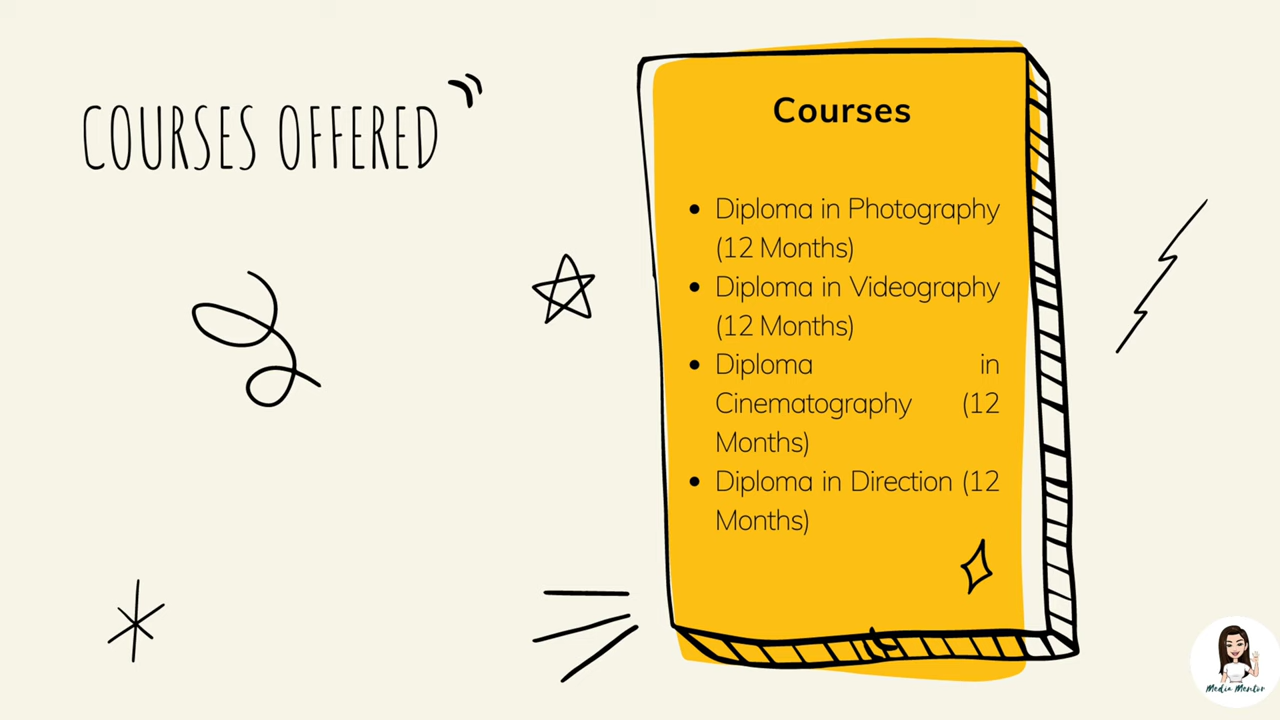 COURSES OFFERED
Courses
• Diploma in Photography
(12 Months)
• Diploma in Videography
(12 Months)
• Diploma in
Cinematography (12
Months)
• Diploma in Direction (12
Months)
Media Mentor